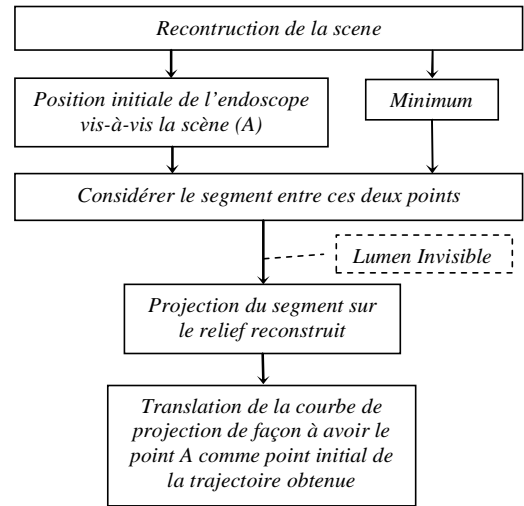 Recontruction de la scene
Position initiale de l'endoscope
vis-à-vis la scène (A)
Minimum
Considérer le segment entre ces deux points
Lumen Invisible
Projection du segment sur
le relief reconstruit
Translation de la courbe de
projection de façon à avoir le
point A comme point initial de
la trajectoire obtenue